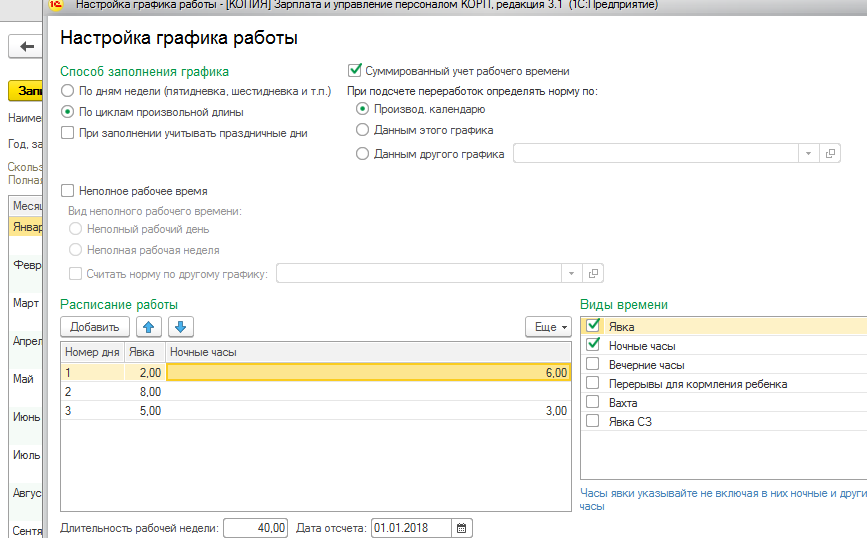 Настройка графика работы - [КОПИЯ] Зарплата и управление персоналом КОРП, редакция 3.1 (1С:Предприятие)
Настройка графика работы
Способ заполнения графика
По дням недели (пятидневка, шестидневка и т.п.)
По циклам произвольной длины
При заполнении учитывать праздничные дни
Суммированный учет рабочего времени
При подсчете переработок определять норму по:
Производ. календарю
Данным этого графика
Данным другого графика
Неполное рабочее время
Вид неполного рабочего времени:
Неполный рабочий день
Неполная рабочая неделя
Считать норму по другому графику:
Расписание работы
Добавить
Еще
Номер дня Явка Ночные часы
1 2,00 6,00
2 8,00
3 5,00 3,00
Длительность рабочей недели: 40,00 Дата отсчета: 01.01.2018
Виды времени
Явка
Ночные часы
Вечерние часы
Перерывы для кормления ребенка
Вахта
Явка СЗ
Часы явки указывайте не включая в них ночные и други
часы
Запи
Наиме
Год, за
Скольз
Полная
Месяц
Январ
Февр
Март
Апрел
Май
Июнь
Июль
Авгус
Сентя